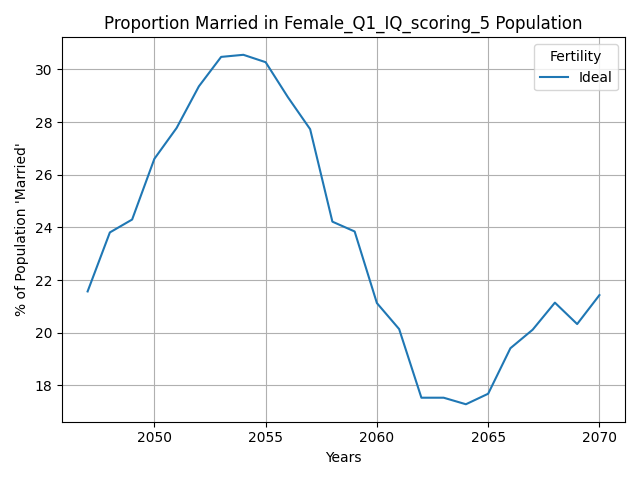 Proportion Married in Female_Q1_IQ_scoring_5 Population
Fertility
Ideal
% of Population 'Married'
30
28
26
24
22
20
18
2050
2055
2060
2065
2070
Years